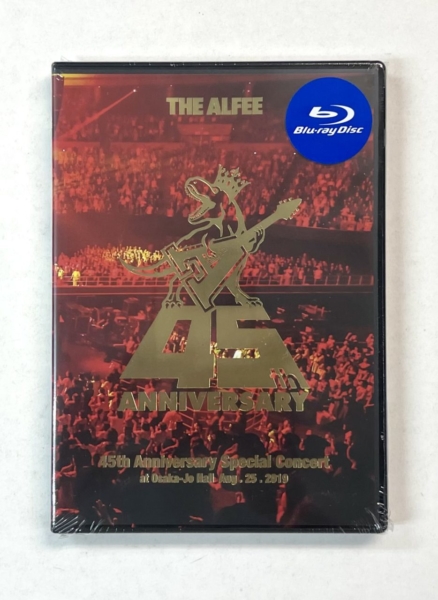 THE ALFEE
Blu-ray Disc
45th
ANNIVERSARY
45th Anniversary Special Concert
at Osaka-Jo Hall Aug . 25 . 2019